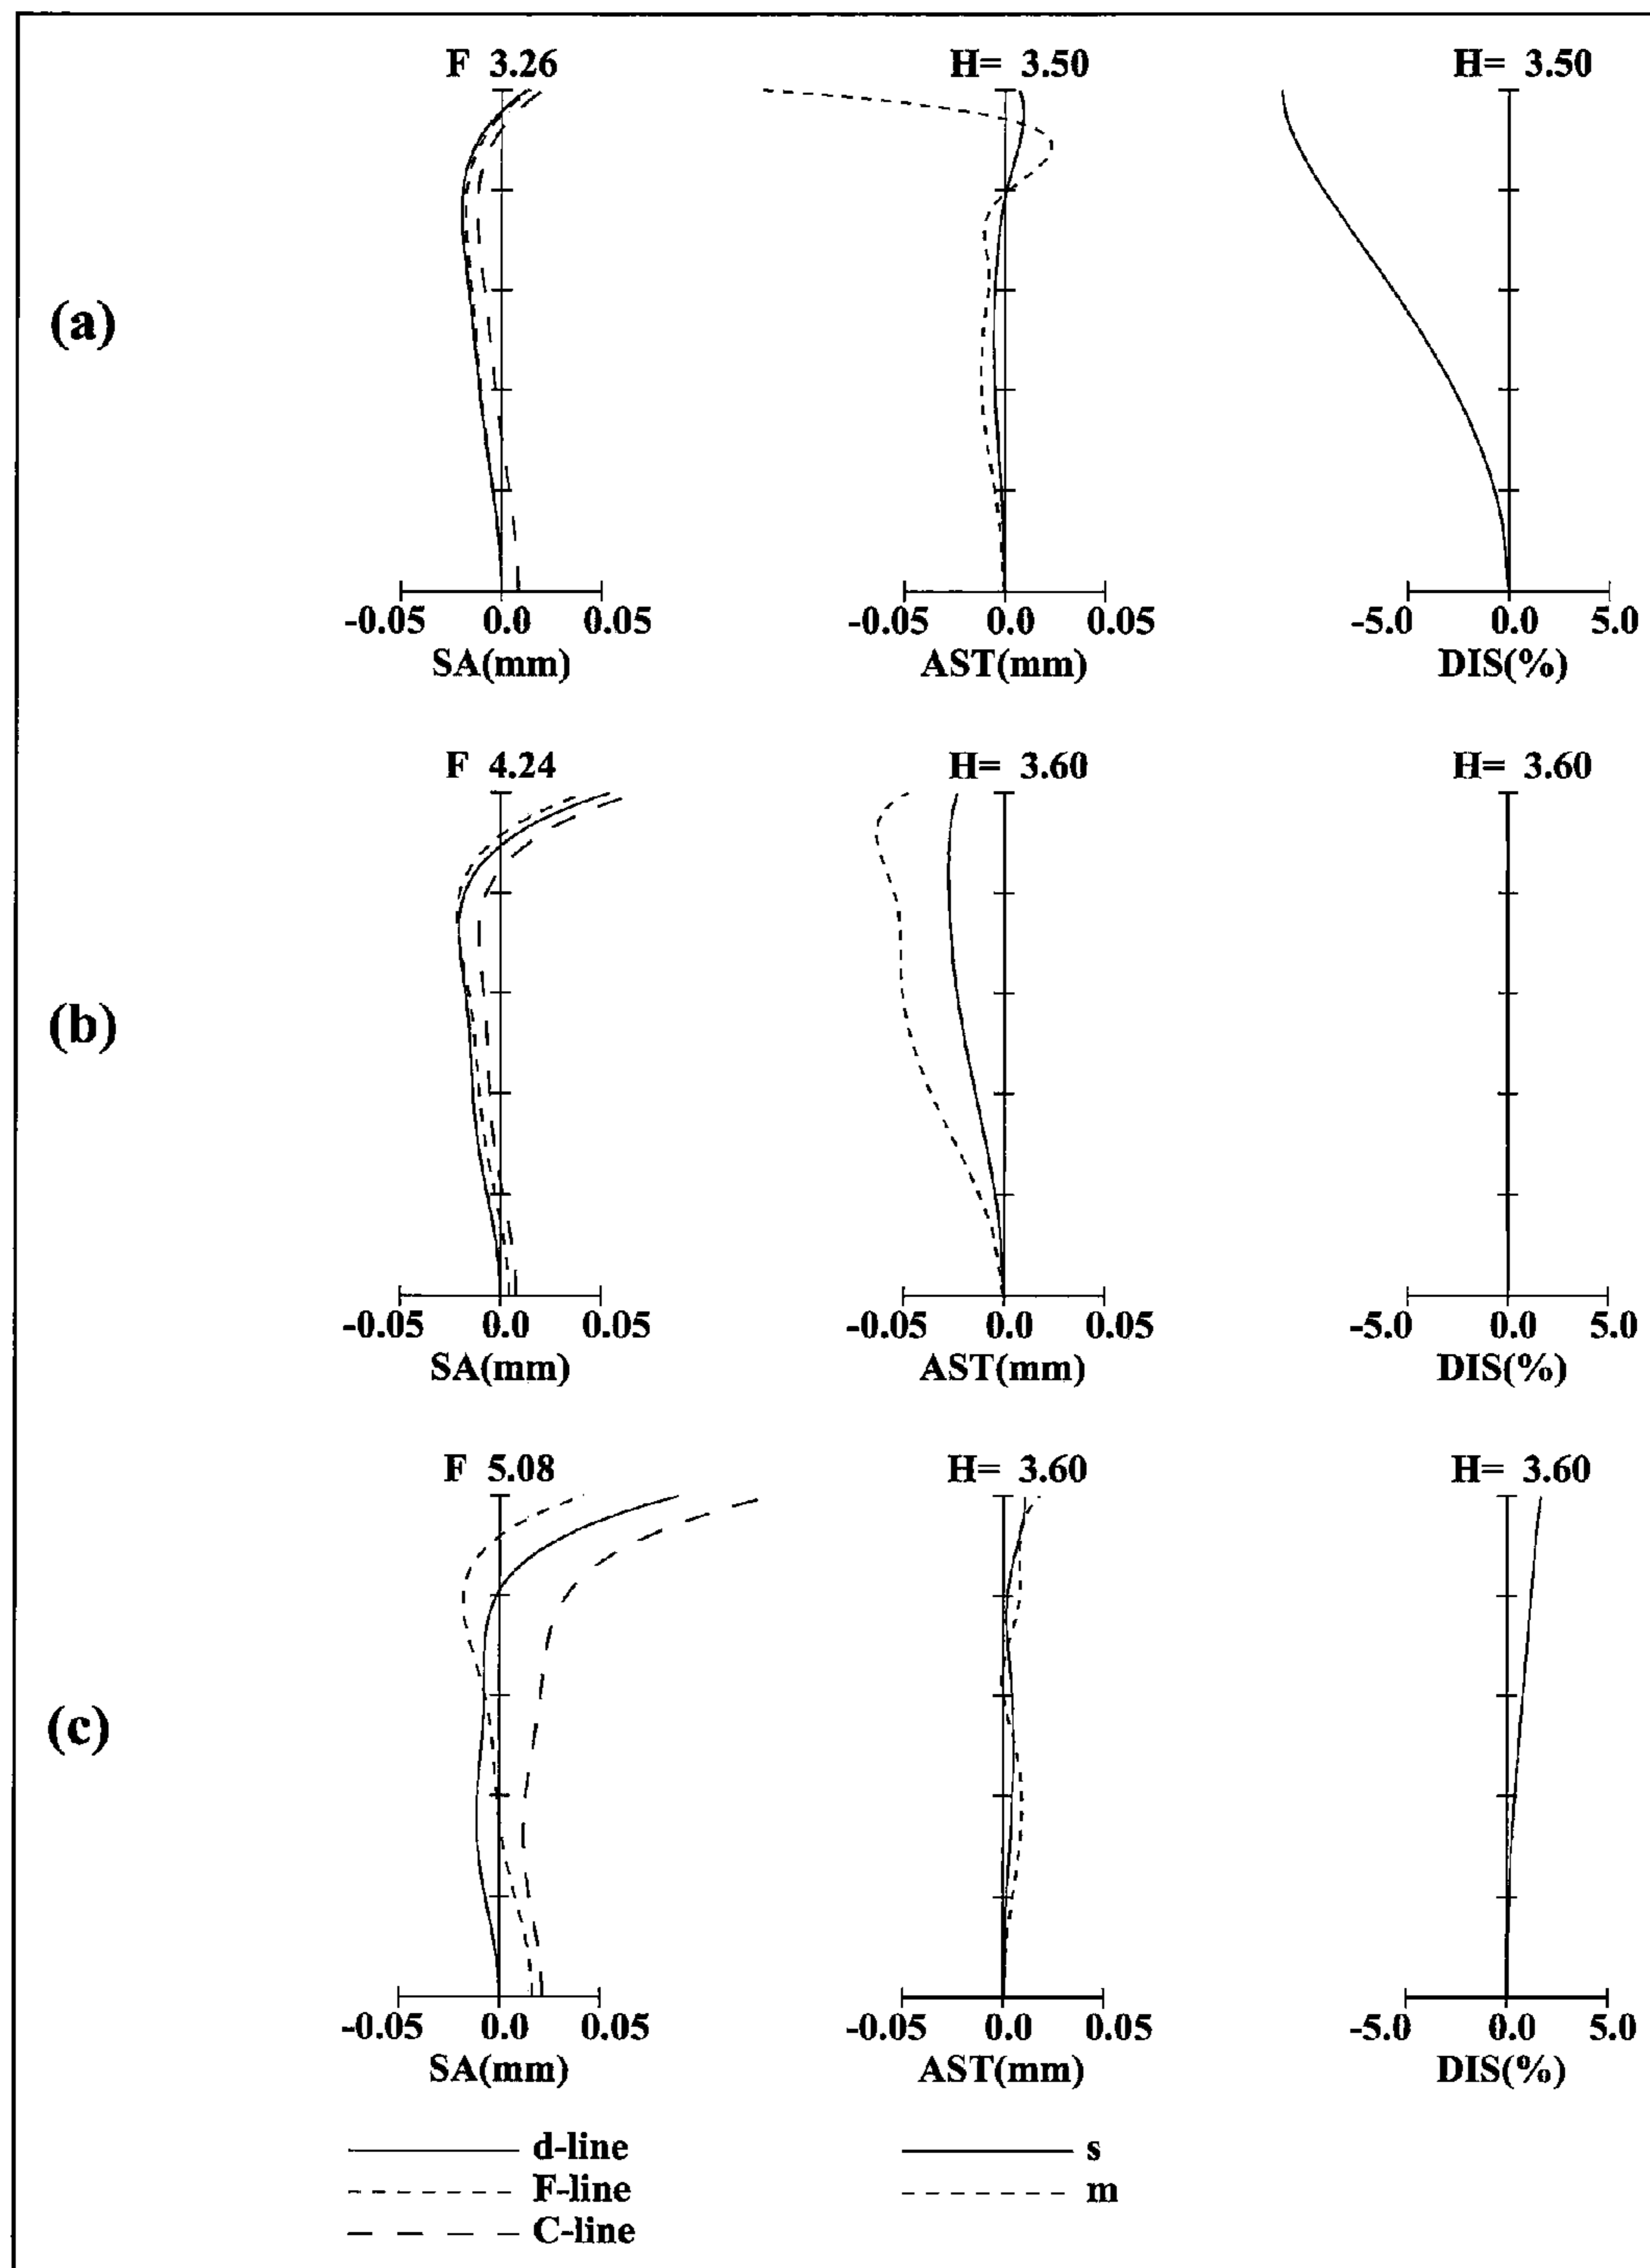 F 3.26 H= 3.50 H= 3.50
(a)
-0.05 0.0 0.05 -0.05 0.0 0.05 -5.0 0.0 5.0
SA(mm) AST(mm) DIS(%)
F 4.24 H= 3.60 H= 3.60
(b)
-0.05 0.0 0.05 -0.05 0.0 0.05 -5.0 0.0 5.0
SA(mm) AST(mm) DIS(%)
F 5.08 H= 3.60 H= 3.60
(c)
-0.05 0.0 0.05 -0.05 0.0 0.05 -5.0 0.0 5.0
SA(mm) AST(mm) DIS(%)
d-line s
F-line m
C-line